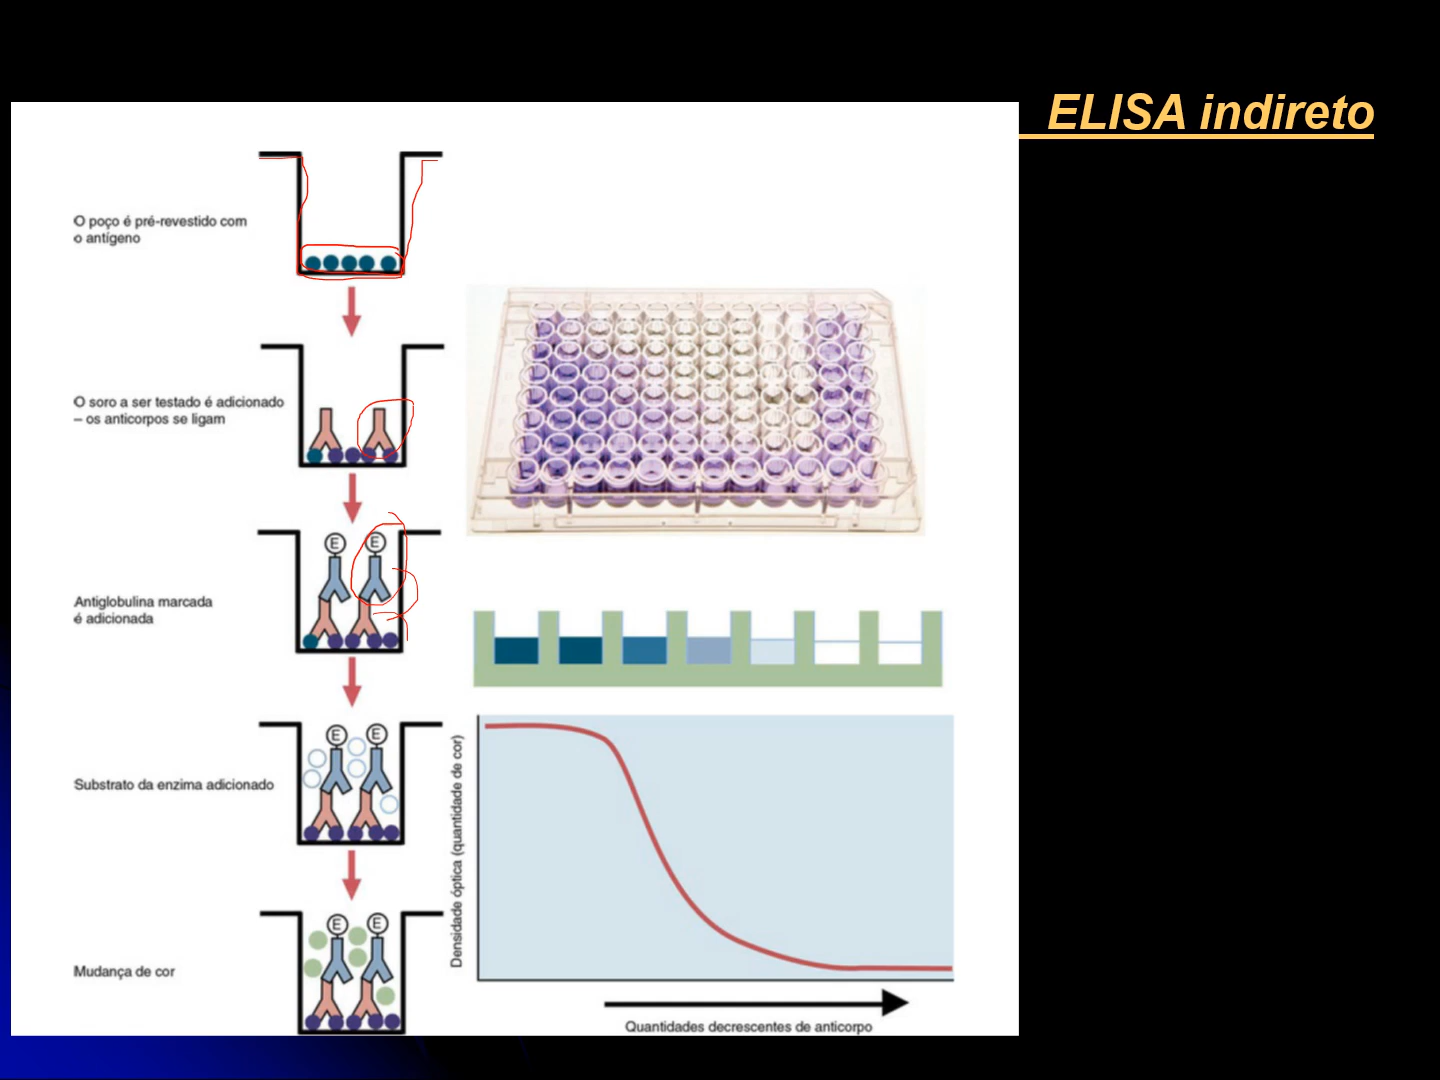 ELISA indireto
O poço é pré-revestido com
o antígeno
O soro a ser testado é adicionado
– os anticorpos se ligam
E
E
Antiglobulina marcada
é adicionada
E
E
Substrato da enzima adicionado
E
E
Mudança de cor
Densidade óptica (quantidade de cor)
Quantidades decrescentes de anticorpo